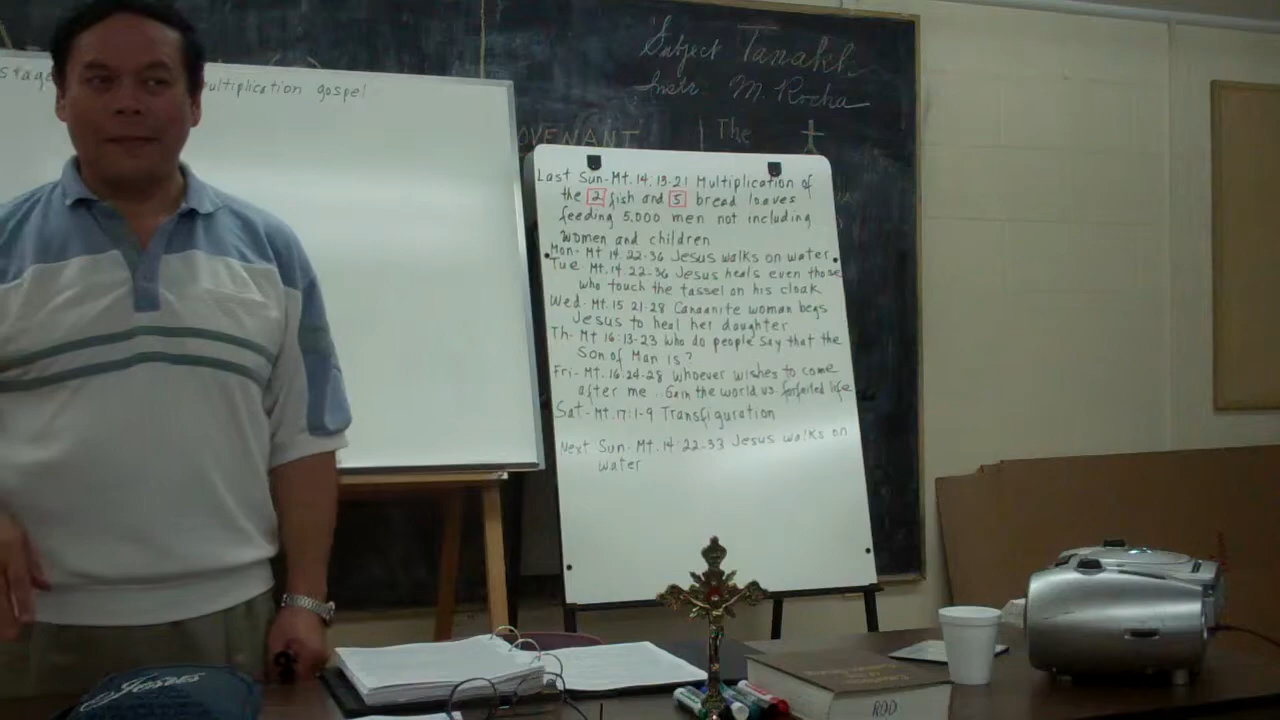 Subject Tanakh
Instr. M. Rocha
OVENANT | The
stage
ultiplication gospel
Last Sun-Mt. 14:13-21 Multiplication of
the 2 fish and 5 bread loaves
feeding 5,000 men not including
women and children
Mon- Mt 14:22-36 Jesus walks on water
Tue Mt. 14:22-36 Jesus heals even those
who touch the tassel on his cloak
Wed- Mt. 15 21-28 Canaanite woman begs
Jesus to heal her daughter
Th- Mt 16:13-23 who do people say that the
Son of Man is?
Fri- Mt. 16:24-28 whoever wishes to come
after me.. Gain the world vs. forfeited life
Sat- Mt. 17:1-9 Transfiguration
Next Sun- Mt. 14:22-33 Jesus walks on
water
Jesus
ROD